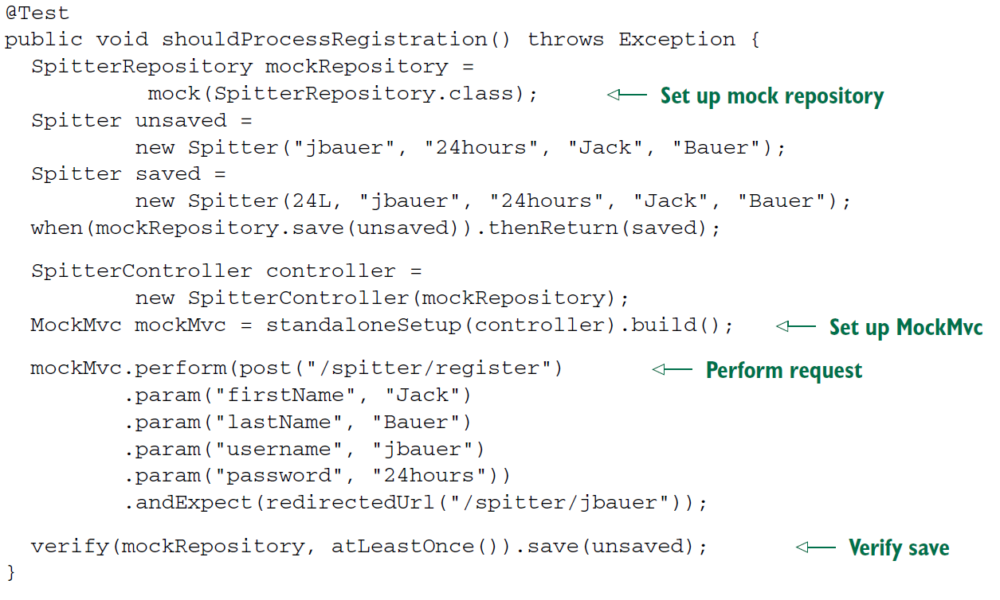 @Test
public void shouldProcessRegistration() throws Exception {
  SpitterRepository mockRepository =
           mock(SpitterRepository.class);     Set up mock repository
  Spitter unsaved =
          new Spitter("jbauer", "24hours", "Jack", "Bauer");
  Spitter saved =
          new Spitter(24L, "jbauer", "24hours", "Jack", "Bauer");
  when(mockRepository.save(unsaved)).thenReturn(saved);
  SpitterController controller =
          new SpitterController(mockRepository);
  MockMvc mockMvc = standaloneSetup(controller).build();     Set up MockMvc
  mockMvc.perform(post("/spitter/register")     Perform request
         .param("firstName", "Jack")
         .param("lastName", "Bauer")
         .param("username", "jbauer")
         .param("password", "24hours"))
         .andExpect(redirectedUrl("/spitter/jbauer"));
  verify(mockRepository, atLeastOnce()).save(unsaved);     Verify save
}